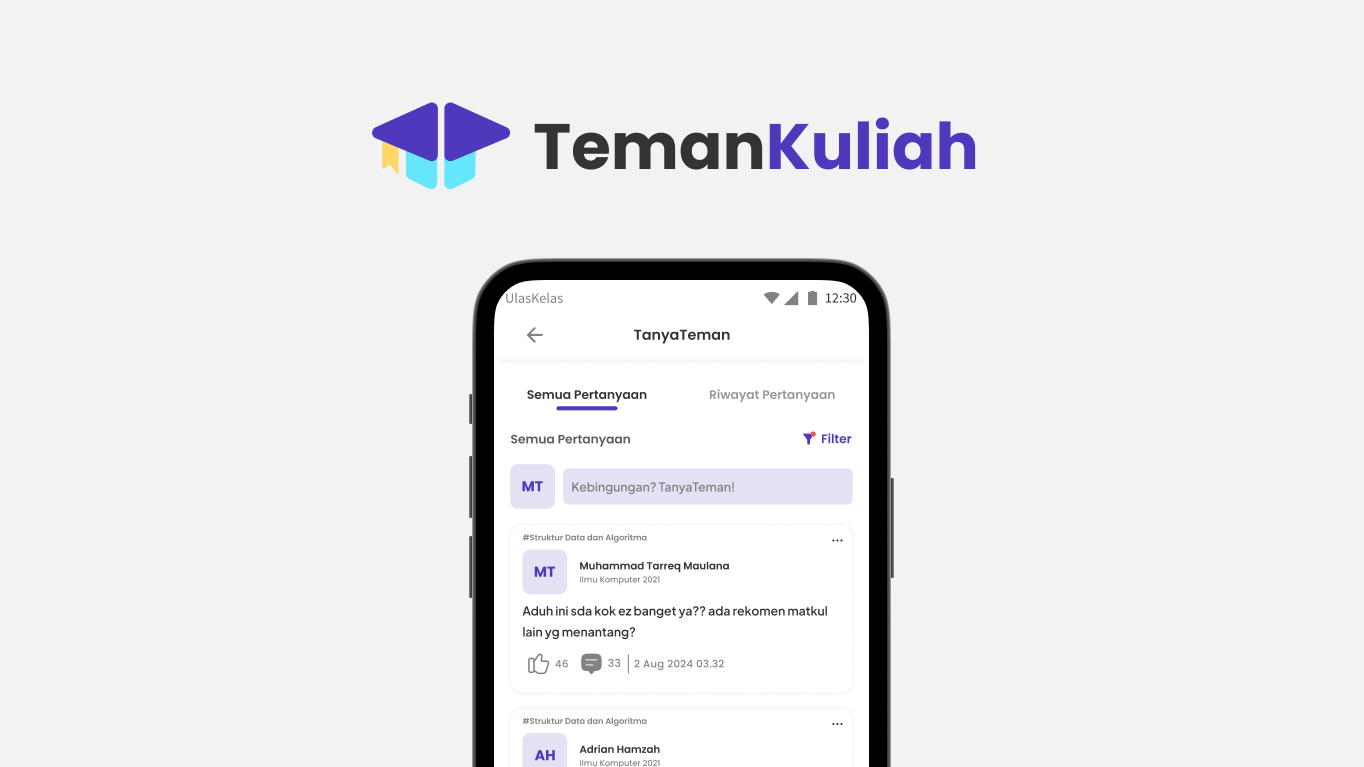 TemanKuliah
UlasKelas 12:30
TanyaTeman
Semua Pertanyaan Riwayat Pertanyaan
Semua Pertanyaan Filter
MT Kebingungan? TanyaTeman!
#Struktur Data dan Algoritma ...
MT Muhammad Tarreq Maulana
Ilmu Komputer 2021
Aduh ini sda kok ez banget ya?? ada rekomen matkul
lain yg menantang?
46 33 2 Aug 2024 03.32
#Struktur Data dan Algoritma ...
AH Adrian Hamzah
Ilmu Komputer 2021